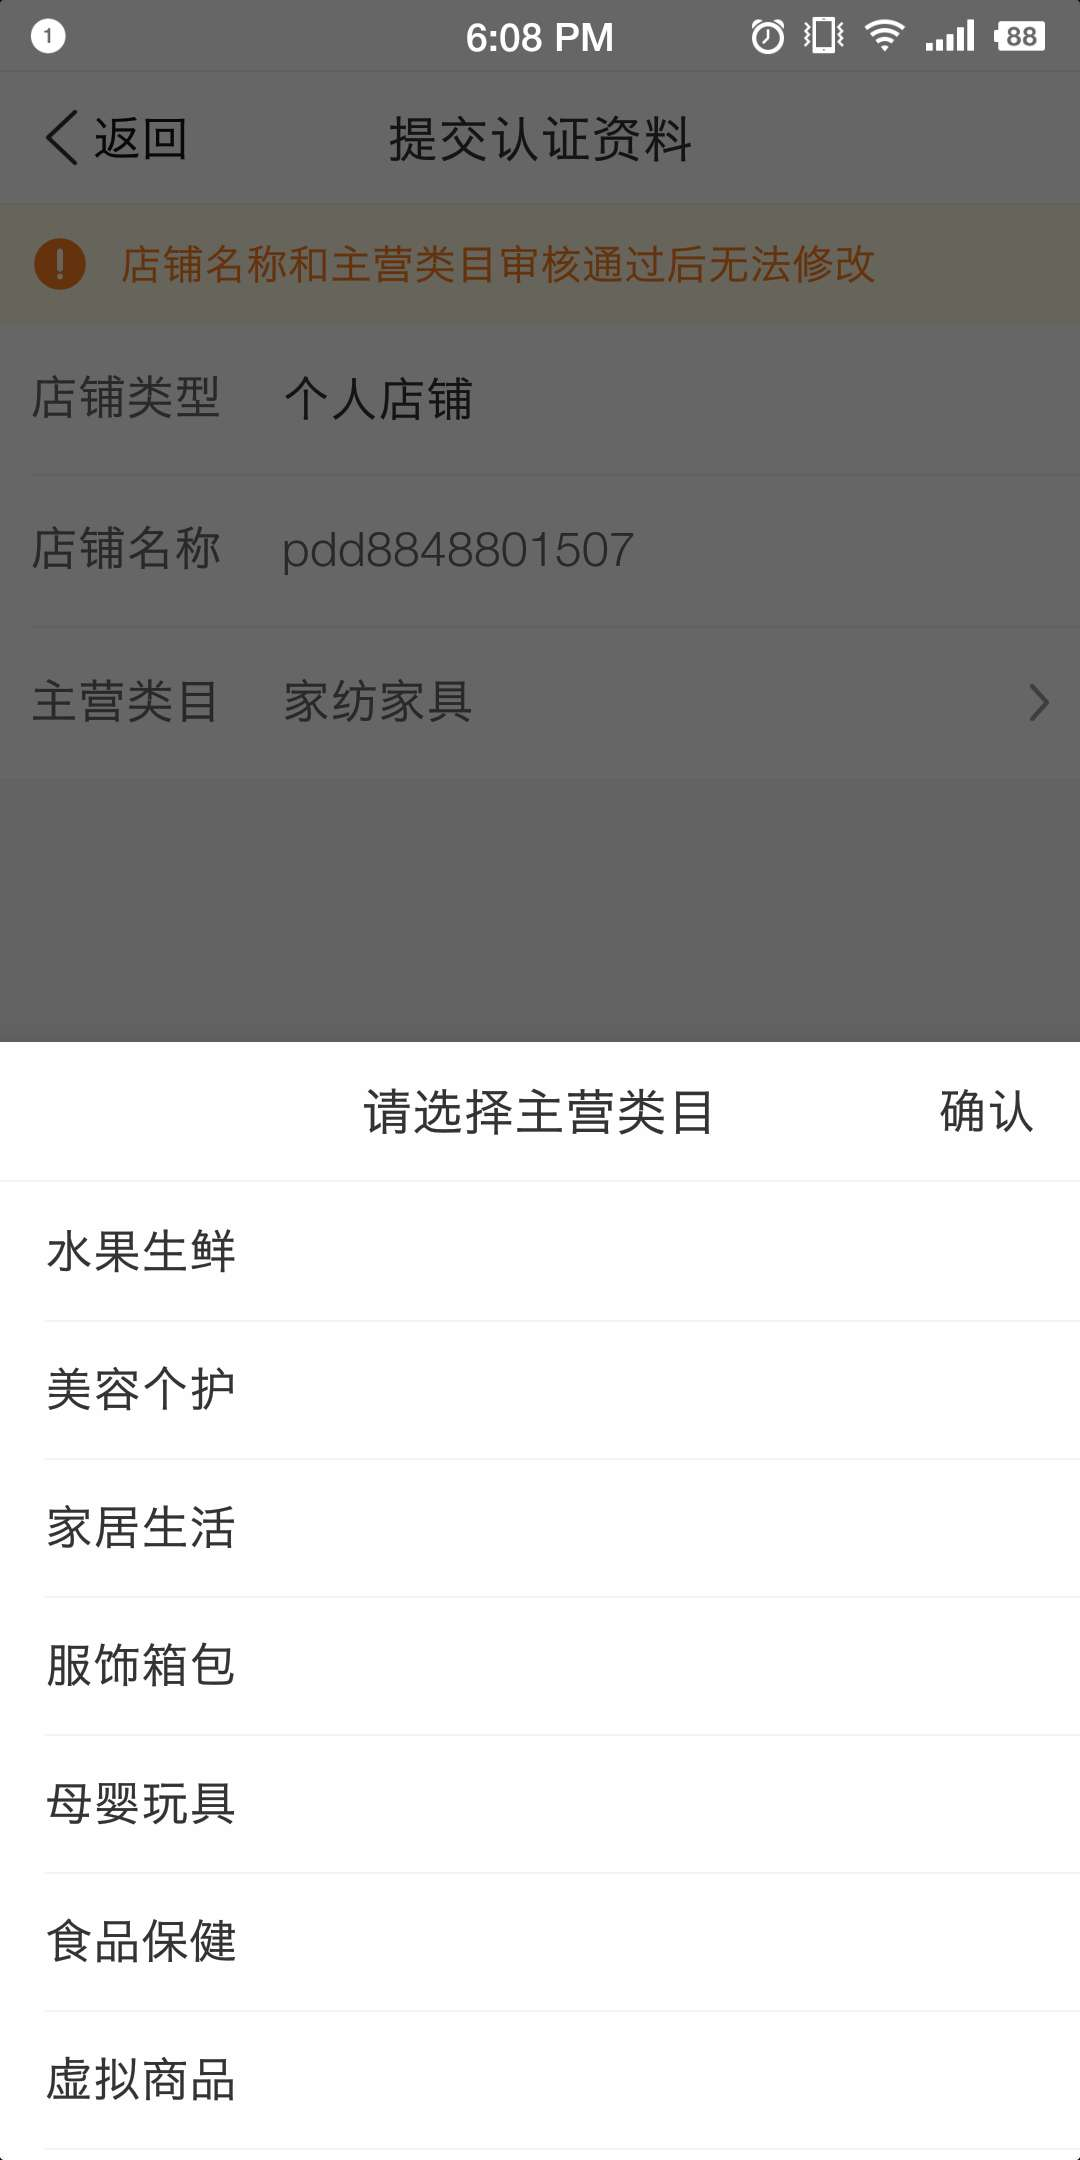 1
6:08 PM
88
返回
提交认证资料
店铺名称和主营类目审核通过后无法修改
店铺类型 个人店铺
店铺名称 pdd8848801507
主营类目 家纺家具
请选择主营类目
确认
水果生鲜
美容个护
家居生活
服饰箱包
母婴玩具
食品保健
虚拟商品